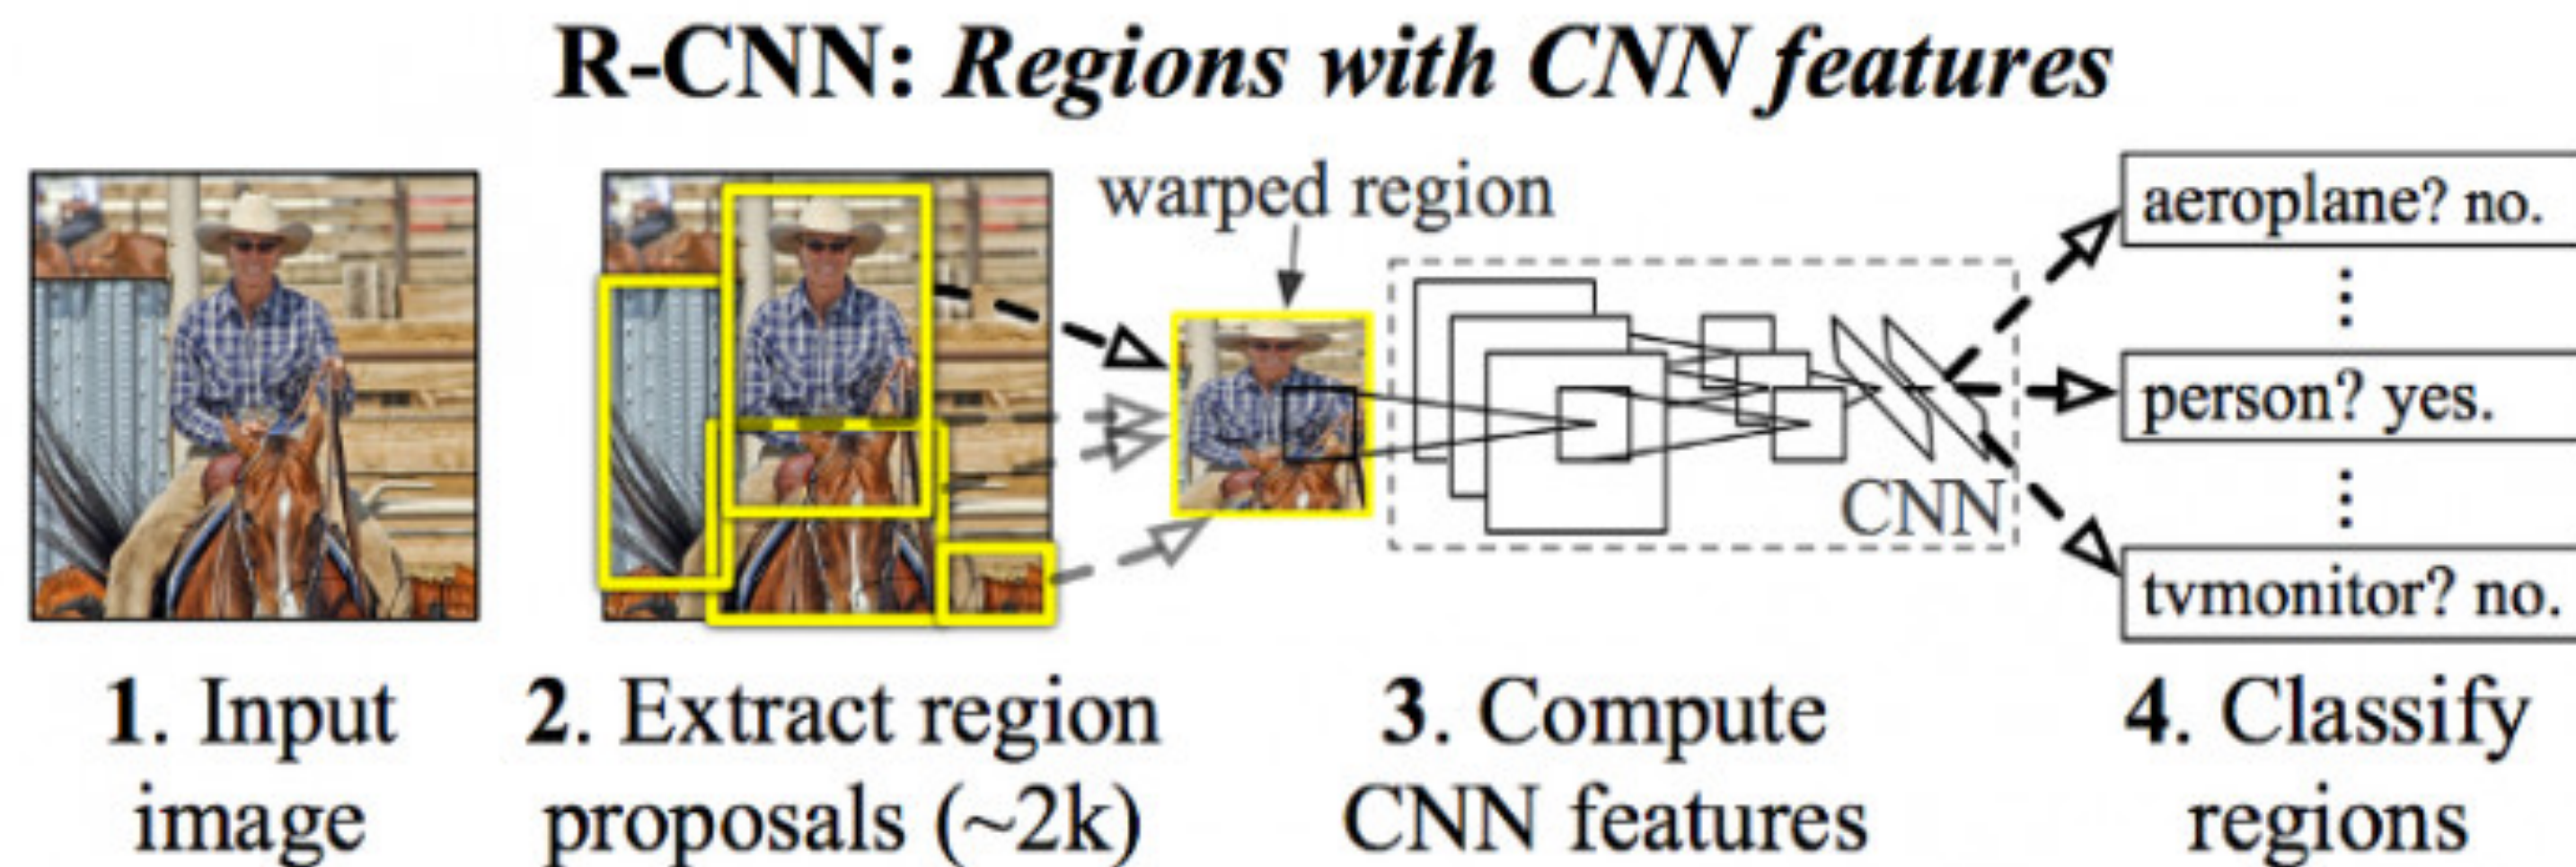 R-CNN: Regions with CNN features
warped region
aeroplane? no.
person? yes.
tvmonitor? no.
CNN
1. Input
image
2. Extract region
proposals (~2k)
3. Compute
CNN features
4. Classify
regions